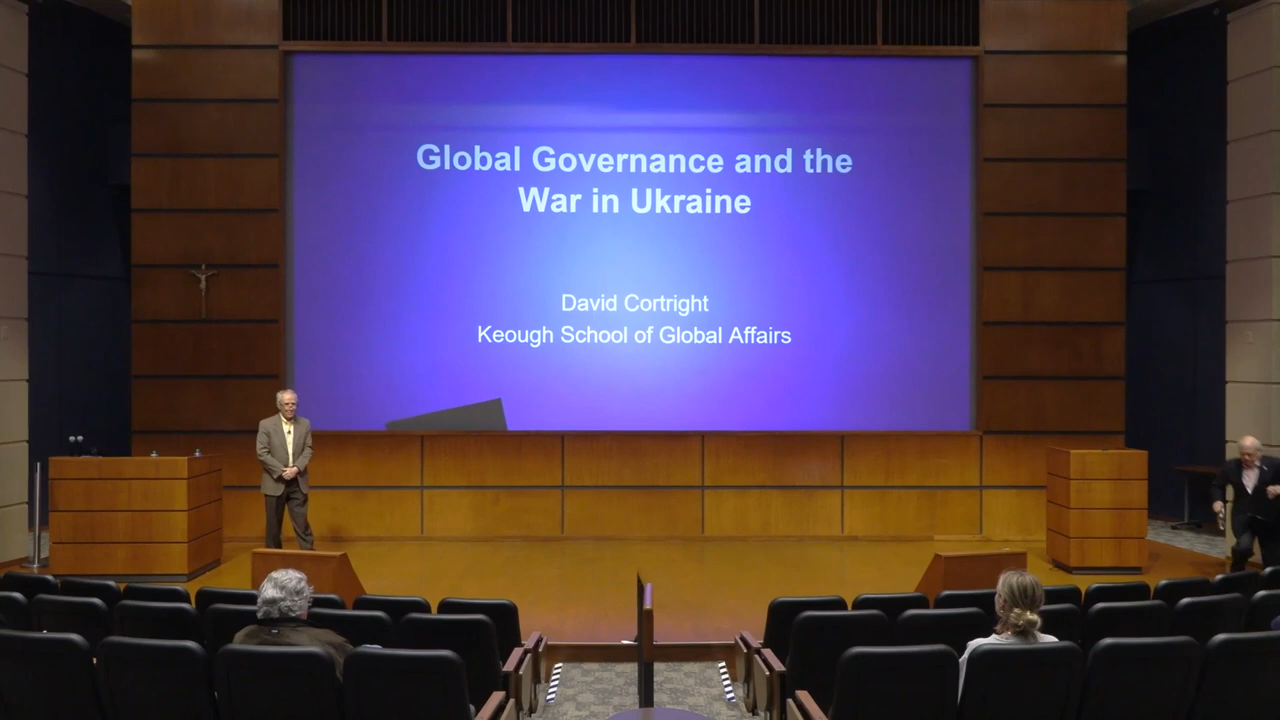 Global Governance and the
War in Ukraine
David Cortright
Keough School of Global Affairs